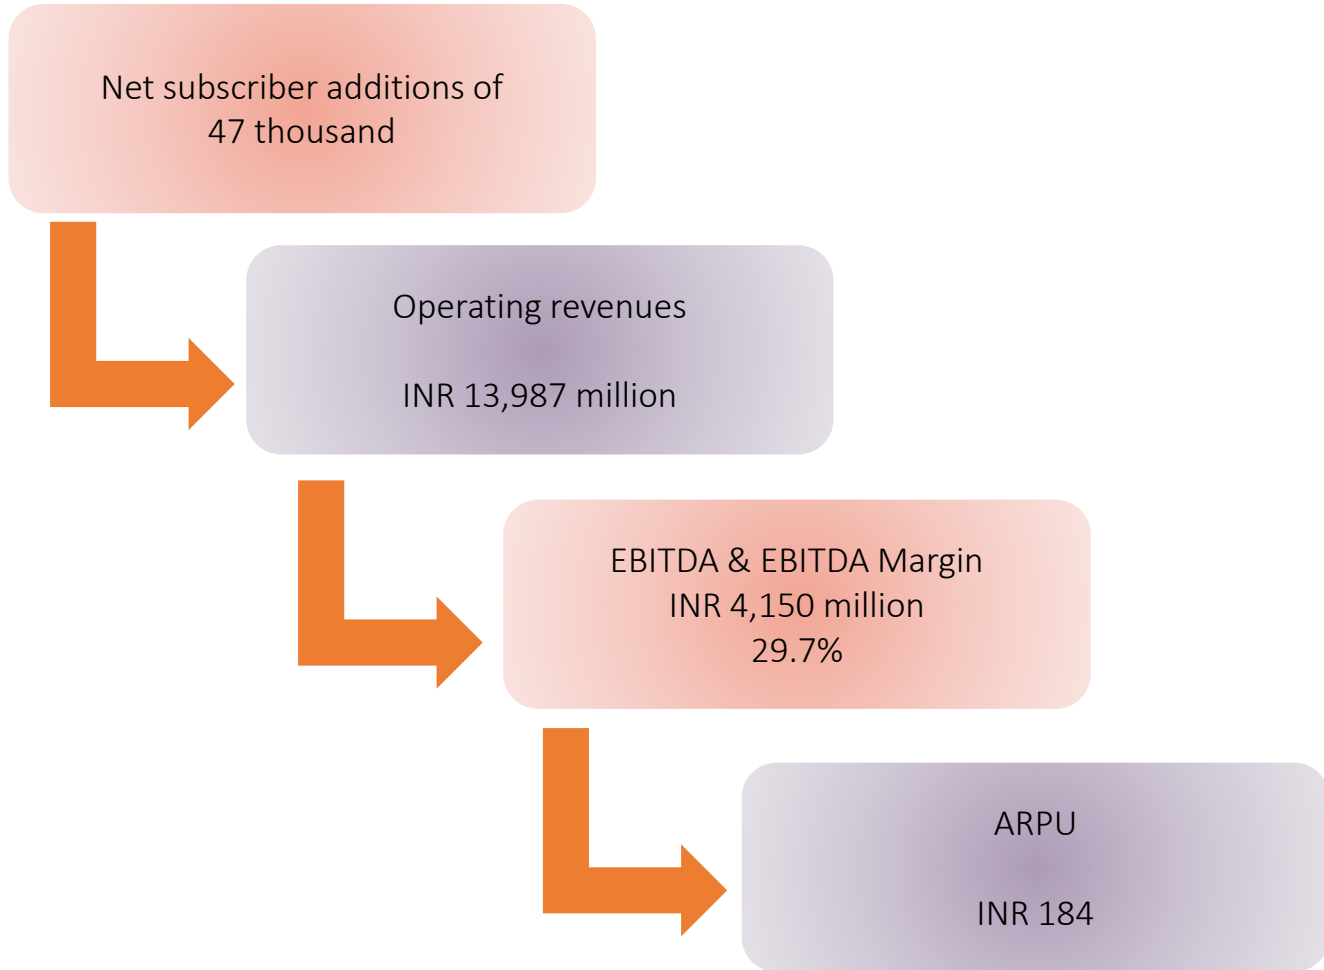 Net subscriber additions of
47 thousand
Operating revenues
INR 13,987 million
EBITDA & EBITDA Margin
INR 4,150 million
29.7%
ARPU
INR 184